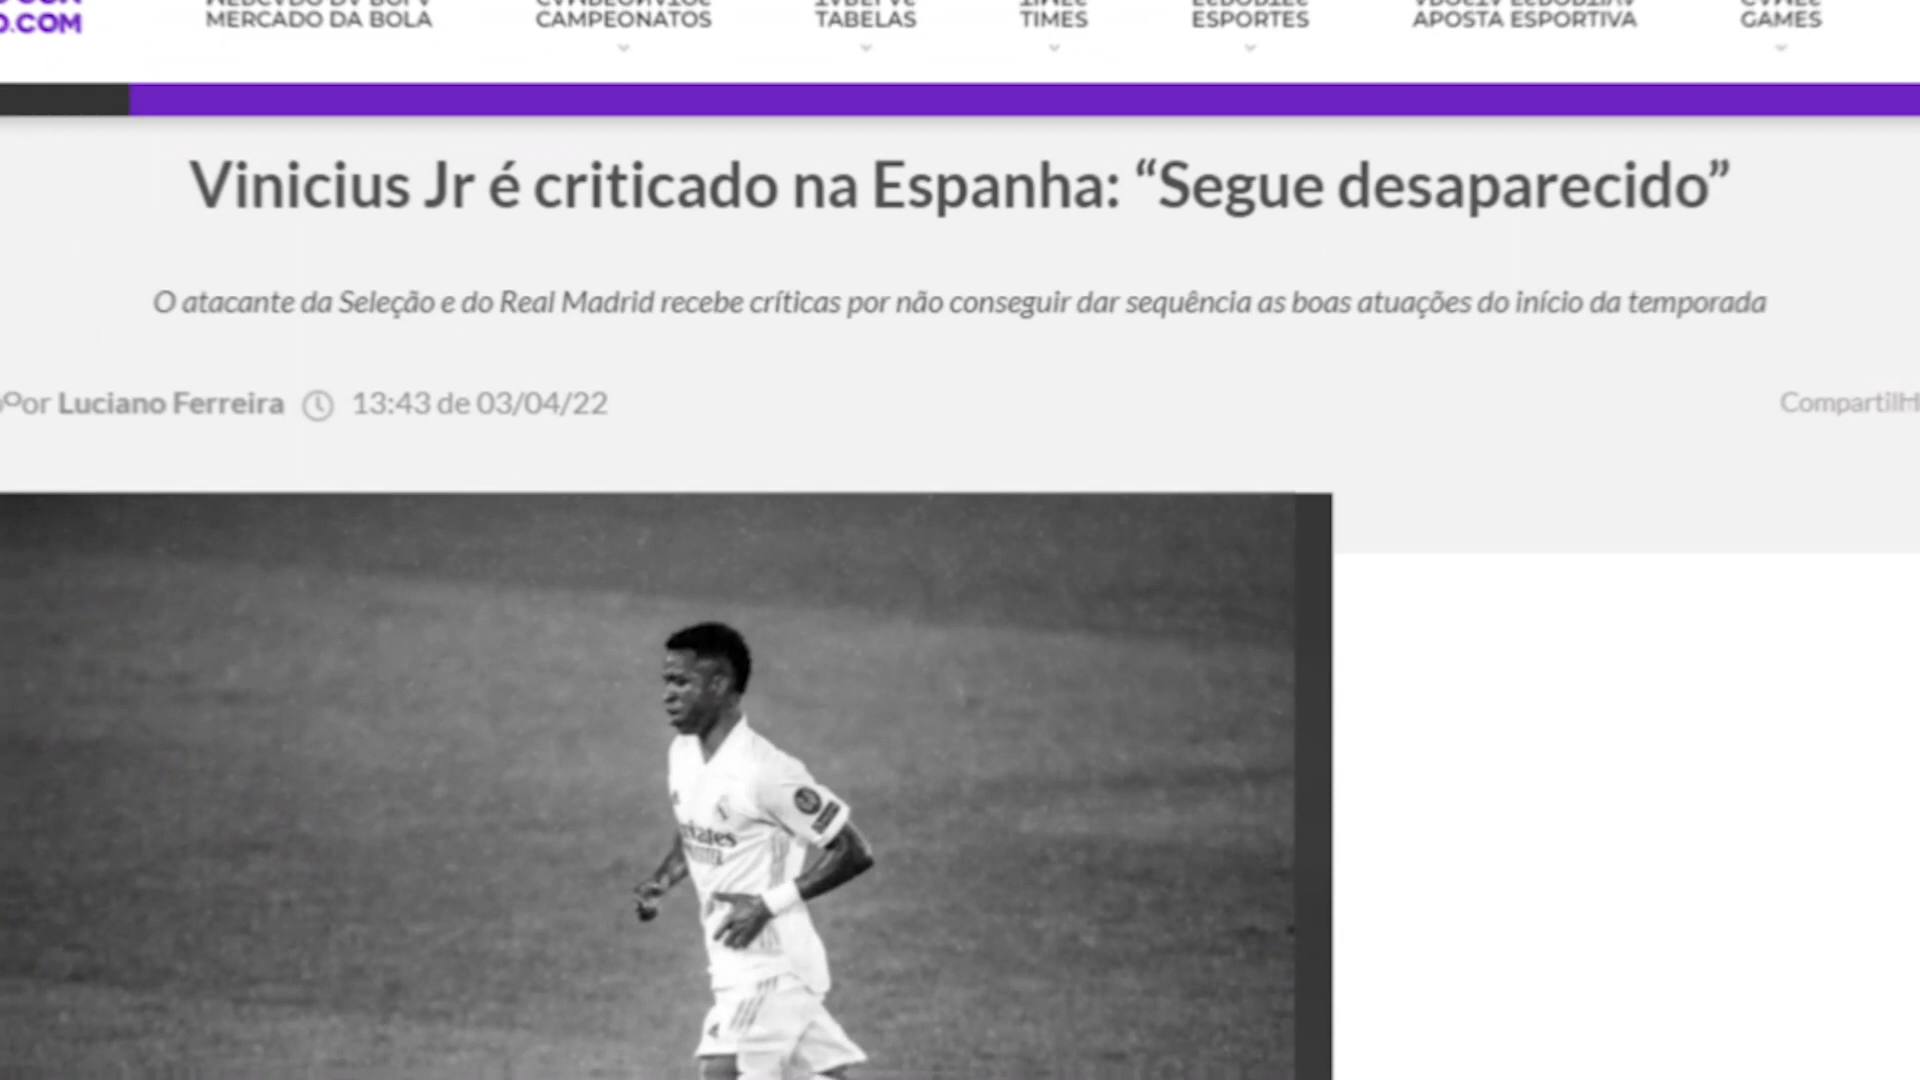 .COM
MERCADO DA BOLA
CAMPEONATOS
TABELAS
TIMES
ESPORTES
APOSTA ESPORTIVA
GAMES
Vinicius Jr é criticado na Espanha: “Segue desaparecido”
O atacante da Seleção e do Real Madrid recebe críticas por não conseguir dar sequência as boas atuações do início da temporada
Por Luciano Ferreira 13:43 de 03/04/22